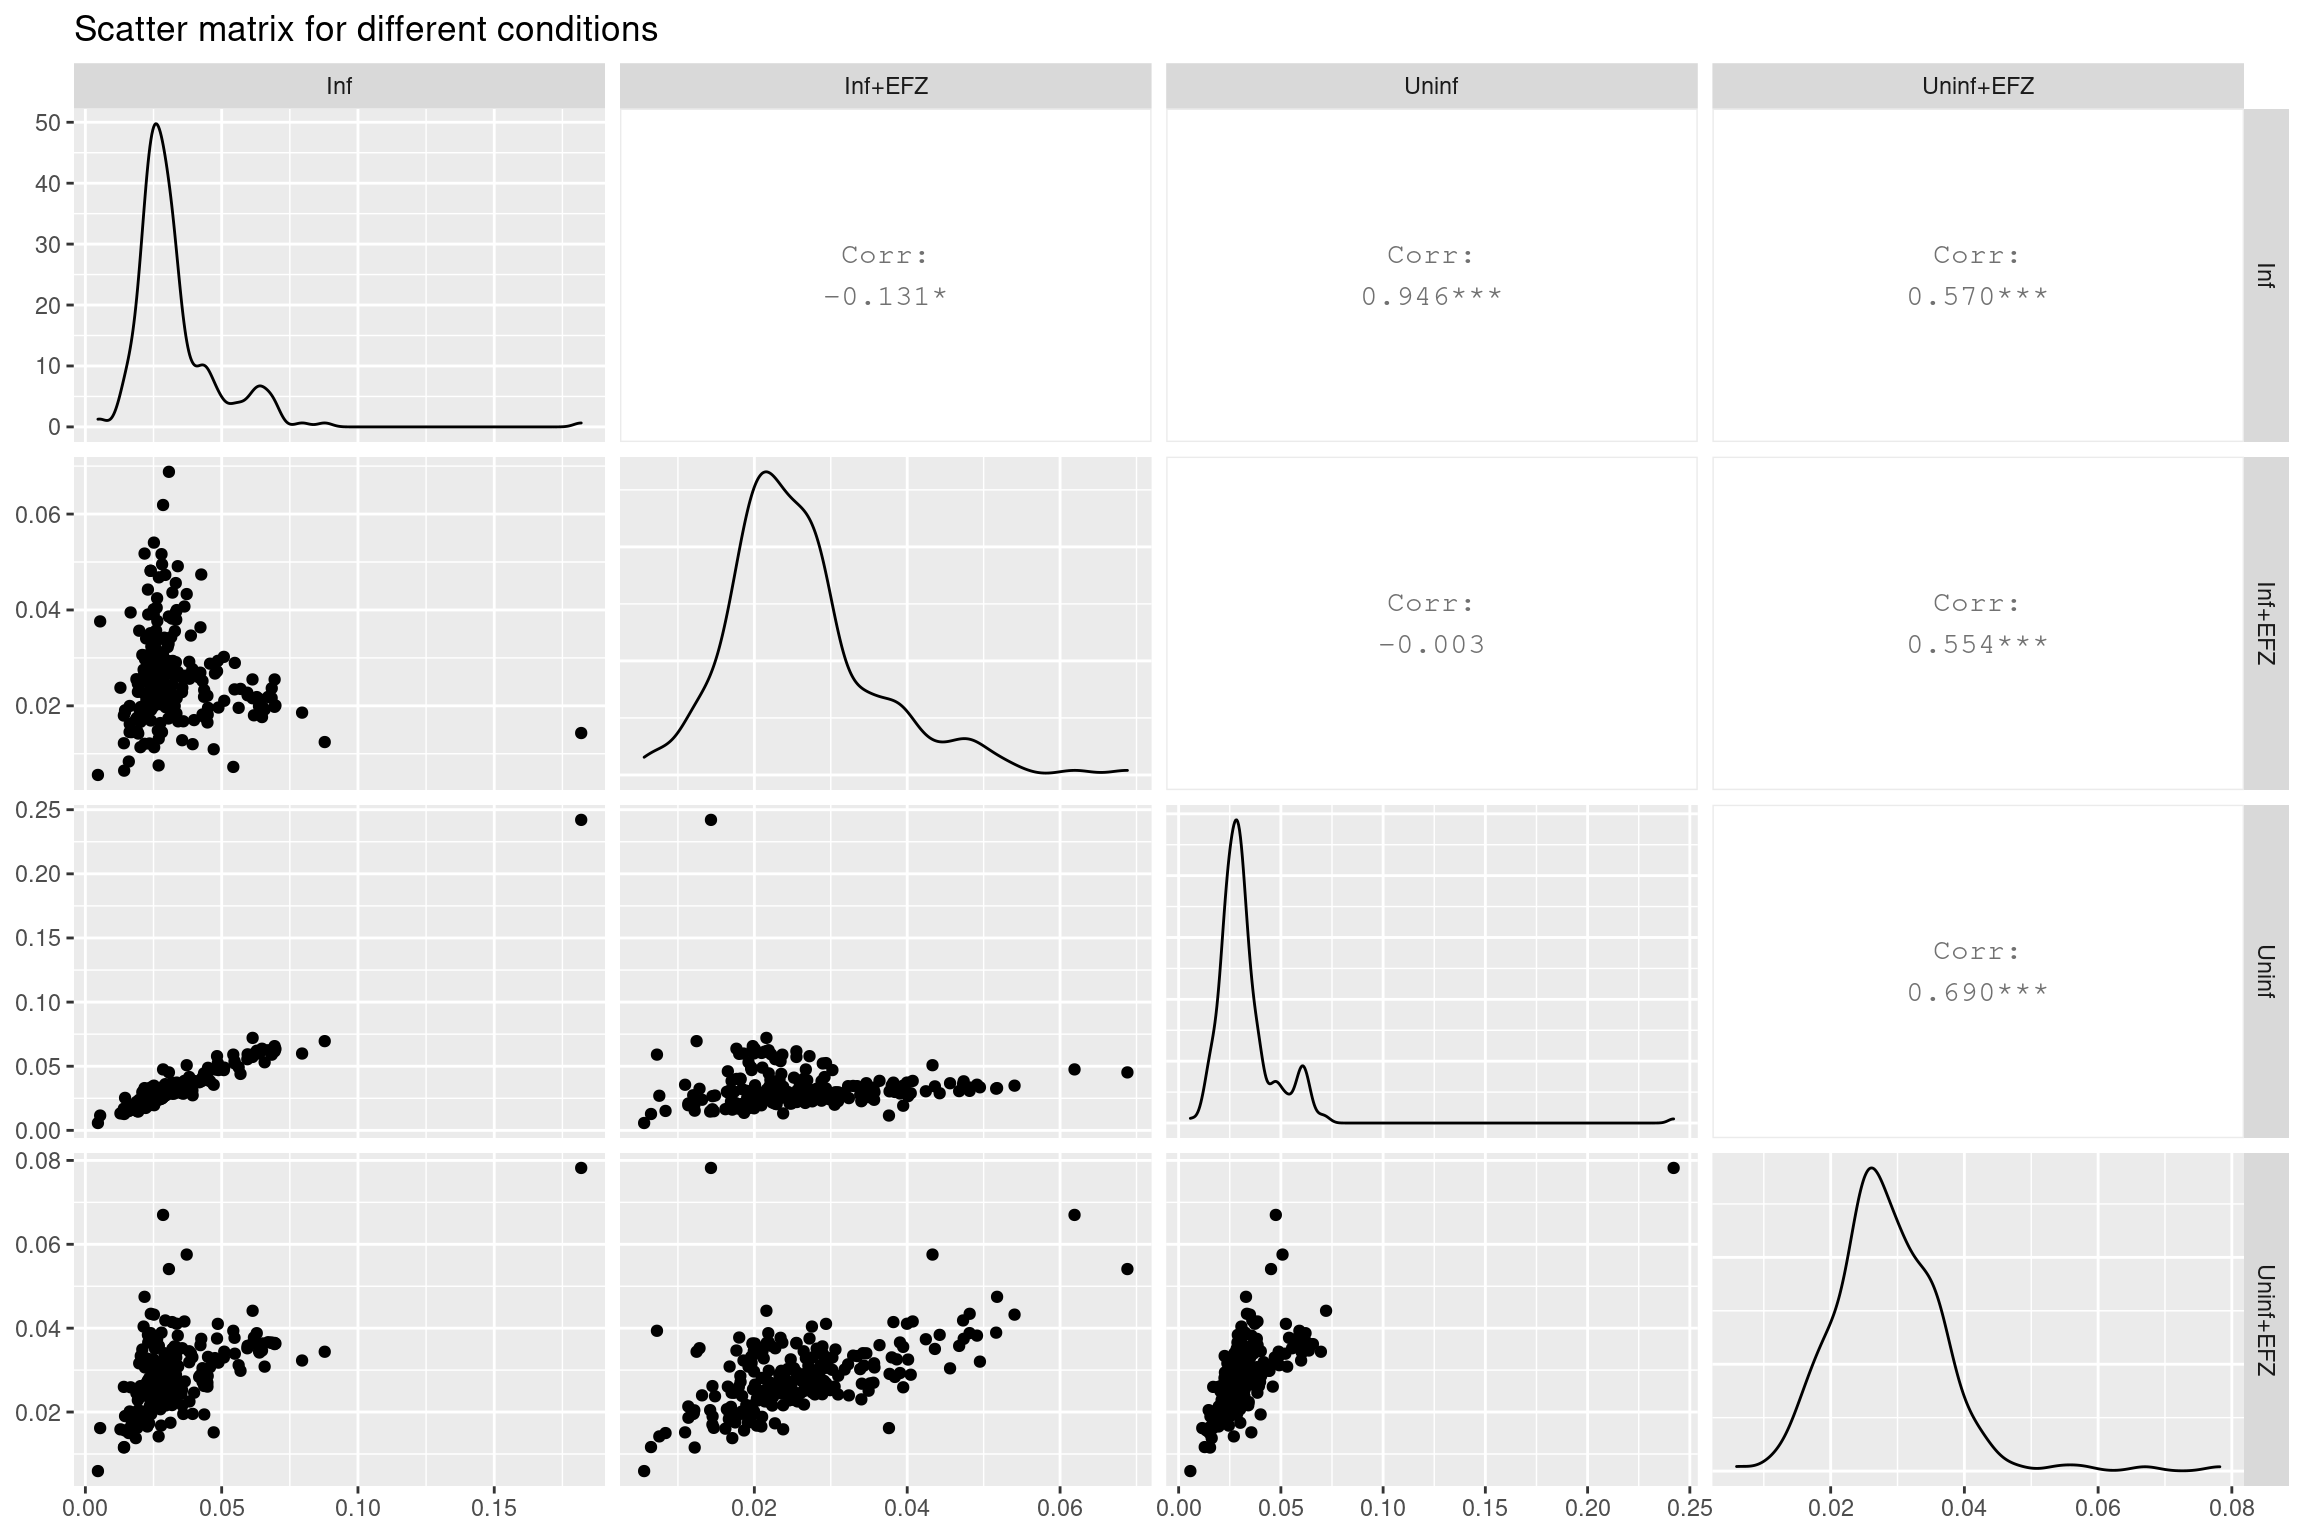 Scatter matrix for different conditions
Inf
Inf+EFZ
Uninf
Uninf+EFZ
50
40
30
20
10
0
Corr:
−0.131*
Corr:
0.946***
Corr:
0.570***
Inf
0.06
0.04
0.02
Corr:
−0.003
Corr:
0.554***
Inf+EFZ
0.25
0.20
0.15
0.10
0.05
0.00
Corr:
0.690***
Uninf
0.08
0.06
0.04
0.02
Uninf+EFZ
0.00 0.05 0.10 0.15
0.02 0.04 0.06
0.00 0.05 0.10 0.15 0.20 0.25
0.02 0.04 0.06 0.08